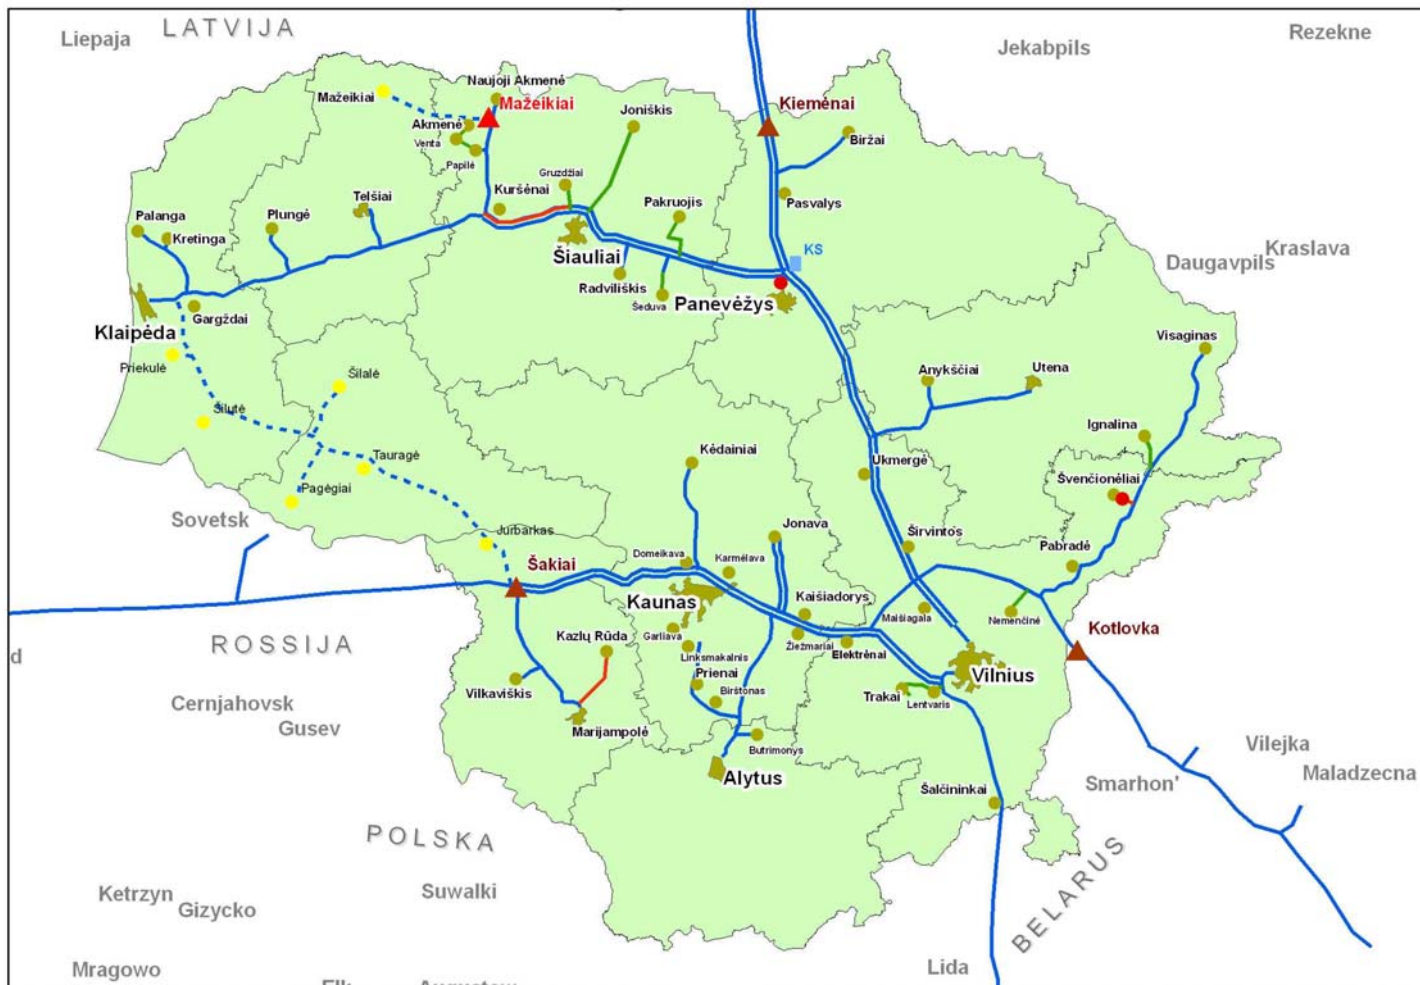 LATVIJA
Liepaja
Jekabpils
Rezekne
Naujoji Akmenė
Mažeikiai
Mažeikiai
Joniškis
Kiemėnai
Akmenė
Venta
Biržai
Papilė
Gruzdžiai
Kuršėnai
Telšiai
Pakruojis
Pasvalys
Palanga
Plungė
Kretinga
Šiauliai
KS
Kraslava
Daugavpils
Radviliškis
Šeduva
Panevėžys
Gargždai
Klaipėda
Visaginas
Priekulė
Šilalė
Anykščiai
Utena
Šilutė
Ignalina
Tauragė
Kėdainiai
Ukmergė
Švenčionėliai
Pagėgiai
Sovetsk
Jurbarkas
Jonava
Širvintos
Pabradė
Šakiai
Domeikava
Karmėlava
Kaunas
Kaišiadorys
Maišiagala
Nemenčinė
Kotlovka
ROSSIJA
Kazlų Rūda
Garliava
Žiežmariai
Elektrėnai
d
Linksmakalnis
Prienai
Vilnius
Vilkaviškis
Birštonas
Trakai
Lentvaris
Cernjahovsk
Gusev
Marijampolė
Butrimonys
Vilejka
Alytus
Maladzecna
Smarhon'
Šalčininkai
POLSKA
BELARUS
Ketrzyn
Suwalki
Gizycko
Mragowo
Lida